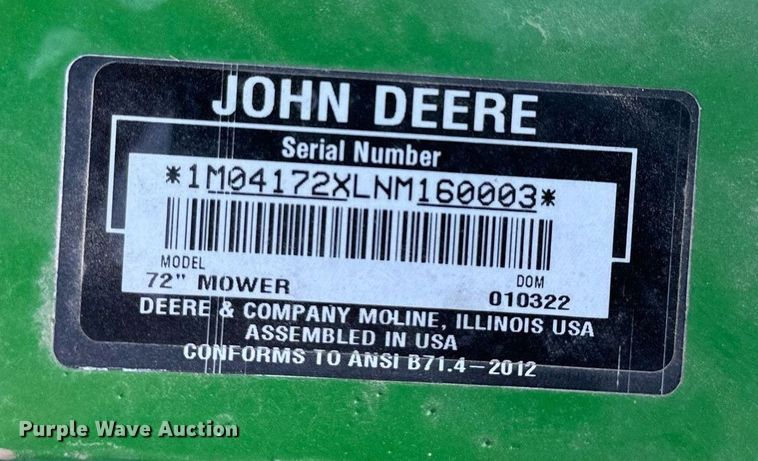 JOHN DEERE
Serial Number
*1M04172XLNM160003*
MODEL
72" MOWER
DOM
010322
DEERE & COMPANY MOLINE, ILLINOIS USA
ASSEMBLED IN USA
CONFORMS TO ANSI B71.4-2012
Purple Wave Auction